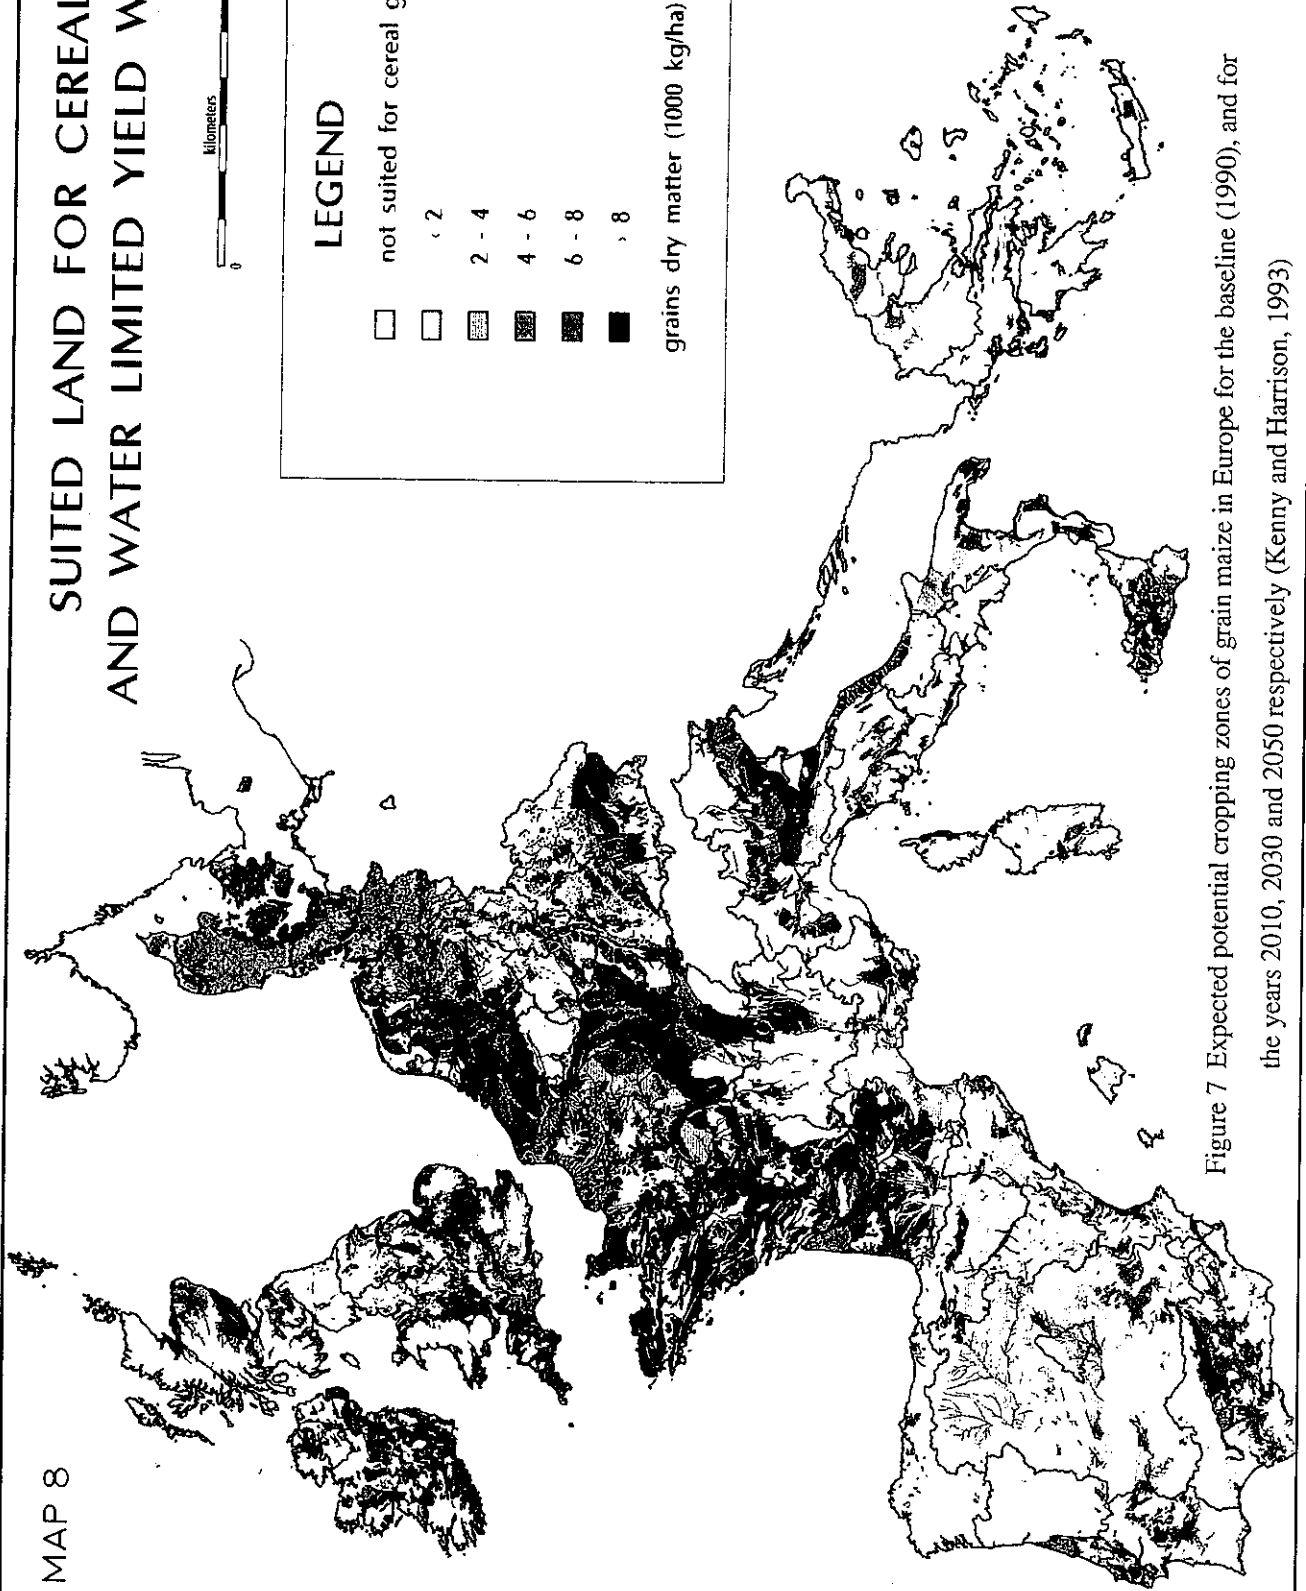 MAP 8
SUITED LAND FOR CEREAL
AND WATER LIMITED YIELD W
kilometers
0
LEGEND
not suited for cereal g
‹ 2
2 - 4
4 - 6
6 - 8
› 8
grains dry matter (1000 kg/ha)
Figure 7 Expected potential cropping zones of grain maize in Europe for the baseline (1990), and for
the years 2010, 2030 and 2050 respectively (Kenny and Harrison, 1993)